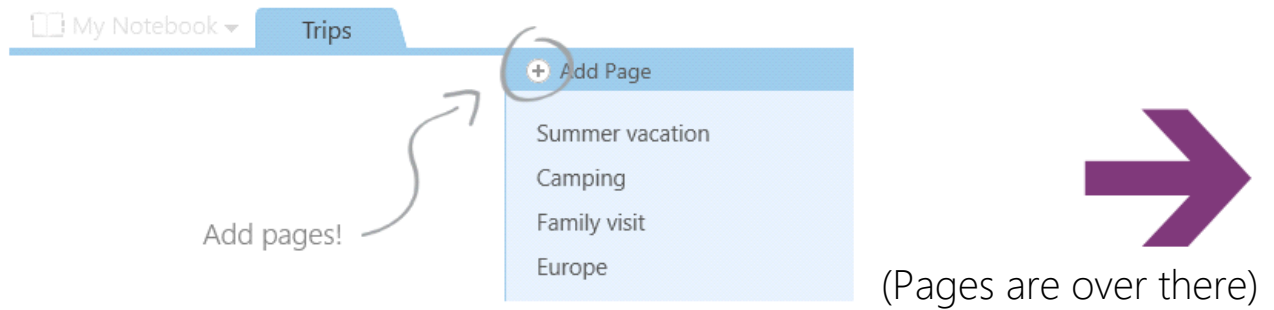 My Notebook
Trips
Add Page
Summer vacation
Camping
Family visit
Europe
Add pages!
(Pages are over there)